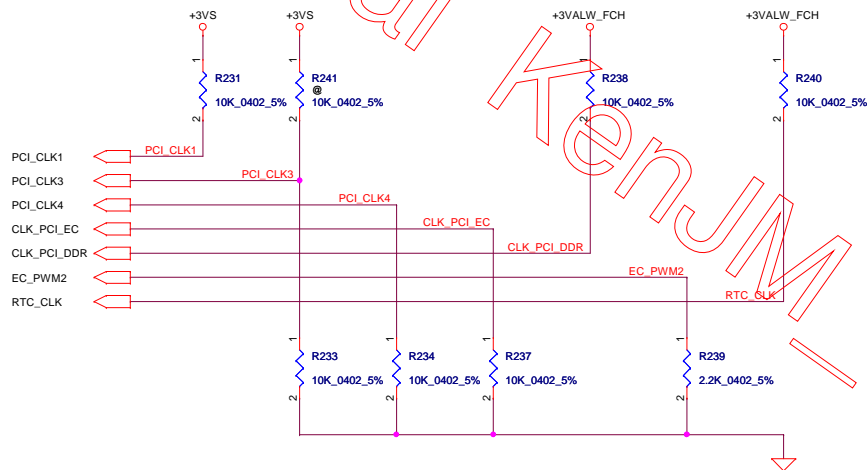 +3VS
+3VS
+3VALW_FCH
+3VALW_FCH
1
1
1
1
R231
R241
@
R238
R240
10K_0402_5%
10K_0402_5%
10K_0402_5%
10K_0402_5%
2
2
2
2
PCI_CLK1
PCI_CLK1
PCI_CLK3
PCI_CLK3
PCI_CLK4
PCI_CLK4
CLK_PCI_EC
CLK_PCI_EC
CLK_PCI_DDR
CLK_PCI_DDR
EC_PWM2
EC_PWM2
RTC_CLK
RTC_CLK
1
1
1
1
R233
R234
R237
R239
10K_0402_5%
10K_0402_5%
10K_0402_5%
2.2K_0402_5%
2
2
2
2
KenJM